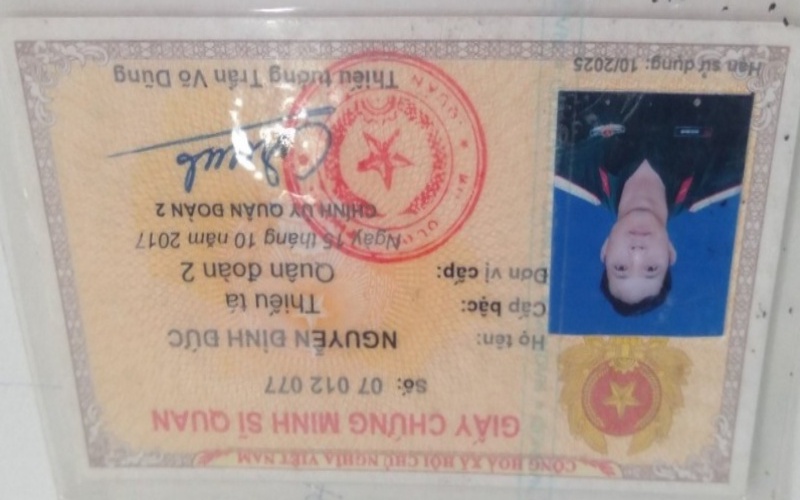 CỘNG HOÀ XÃ HỘI CHỦ NGHĨA VIỆT NAM
GIẤY CHỨNG MINH SĨ QUAN
Số: 07 012 077
Họ tên: NGUYỄN ĐÌNH ĐỨC
Cấp bậc: Thiếu tá
Đơn vị cấp: Quân đoàn 2
Ngày 15 tháng 10 năm 2017
CHÍNH ỦY QUÂN ĐOÀN 2
Thiếu tướng Trần Võ Dũng
Hạn sử dụng: 10/2025